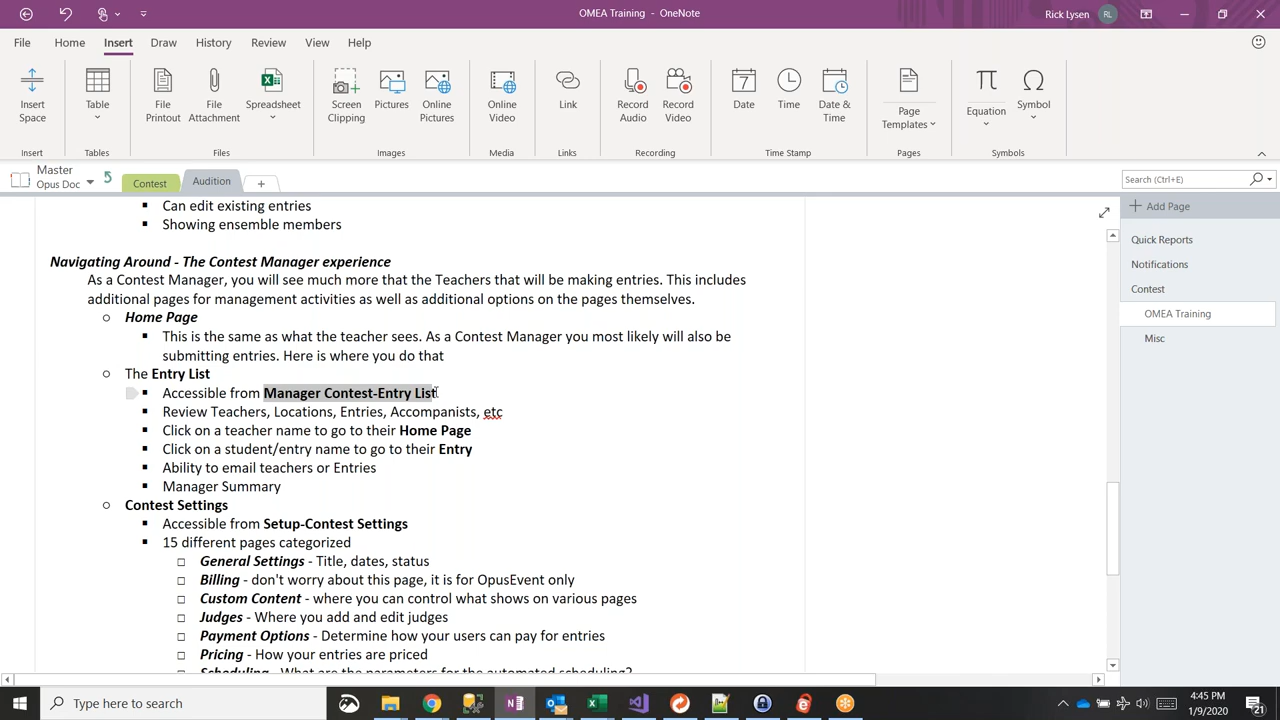 OMEA Training - OneNote
Rick Lysen
RL
File Home Insert Draw History Review View Help
Insert Space
Table
File Printout
File Attachment
Spreadsheet
Screen Clipping
Pictures
Online Pictures
Online Video
Link
Record Audio
Record Video
Date
Time
Date & Time
Page Templates
Equation
Symbol
Insert Tables Files Images Media Links Recording Time Stamp Pages Symbols
Master
Opus Doc
Contest
Audition
Search (Ctrl+E)
Add Page
Quick Reports
Notifications
Contest
OMEA Training
Misc
Can edit existing entries
Showing ensemble members
Navigating Around - The Contest Manager experience
As a Contest Manager, you will see much more that the Teachers that will be making entries. This includes
additional pages for management activities as well as additional options on the pages themselves.
Home Page
This is the same as what the teacher sees. As a Contest Manager you most likely will also be
submitting entries. Here is where you do that
The Entry List
Accessible from Manager Contest-Entry List
Review Teachers, Locations, Entries, Accompanists, etc
Click on a teacher name to go to their Home Page
Click on a student/entry name to go to their Entry
Ability to email teachers or Entries
Manager Summary
Contest Settings
Accessible from Setup-Contest Settings
15 different pages categorized
General Settings - Title, dates, status
Billing - don't worry about this page, it is for OpusEvent only
Custom Content - where you can control what shows on various pages
Judges - Where you add and edit judges
Payment Options - Determine how your users can pay for entries
Pricing - How your entries are priced
Scheduling - What are the parameters for the automated scheduling?
Type here to search
4:45 PM
1/9/2020
21